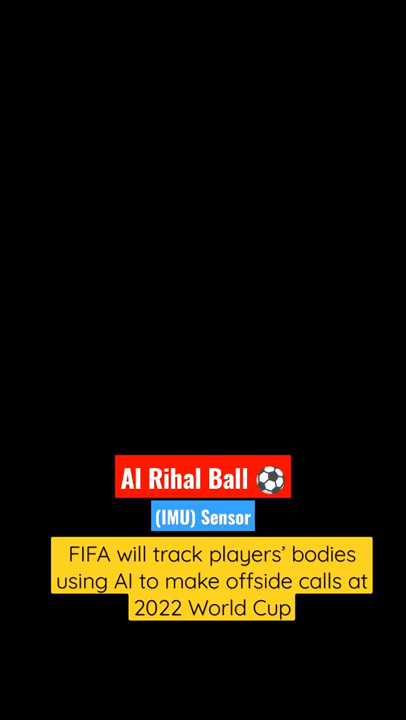 Al Rihal Ball ⚽
(IMU) Sensor
FIFA will track players’ bodies
using AI to make offside calls at
2022 World Cup